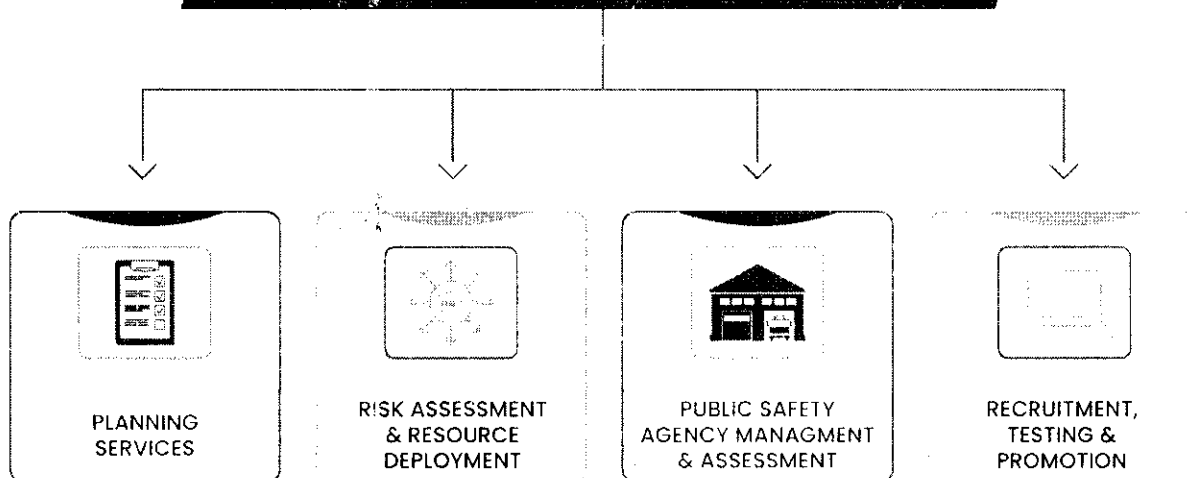 PLANNING
SERVICES
RISK ASSESSMENT
& RESOURCE
DEPLOYMENT
PUBLIC SAFETY
AGENCY MANAGMENT
& ASSESSMENT
RECRUITMENT,
TESTING &
PROMOTION